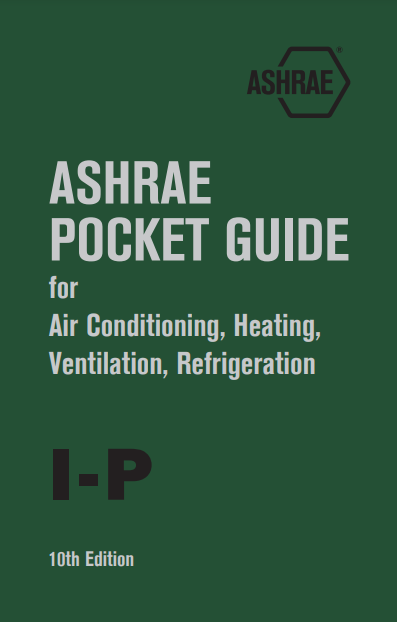 ASHRAE®
ASHRAE
POCKET GUIDE
for
Air Conditioning, Heating,
Ventilation, Refrigeration
I-P
10th Edition